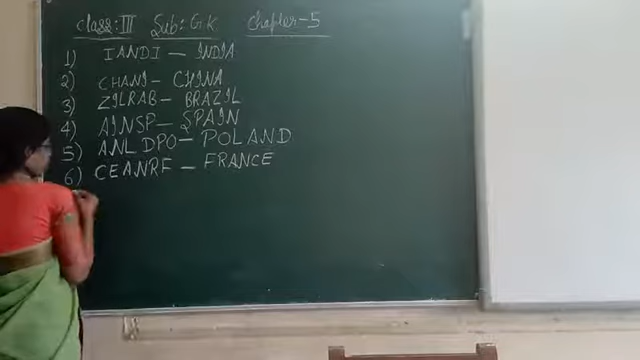 Class: III Sub: G.K Chapter-5
1) IANDI — INDIA
2) CHANI — CHINA
3) ZILRAB — BRAZIL
4) AINSP — SPAIN
5) ANLDPO — POLAND
6) CEANRF — FRANCE